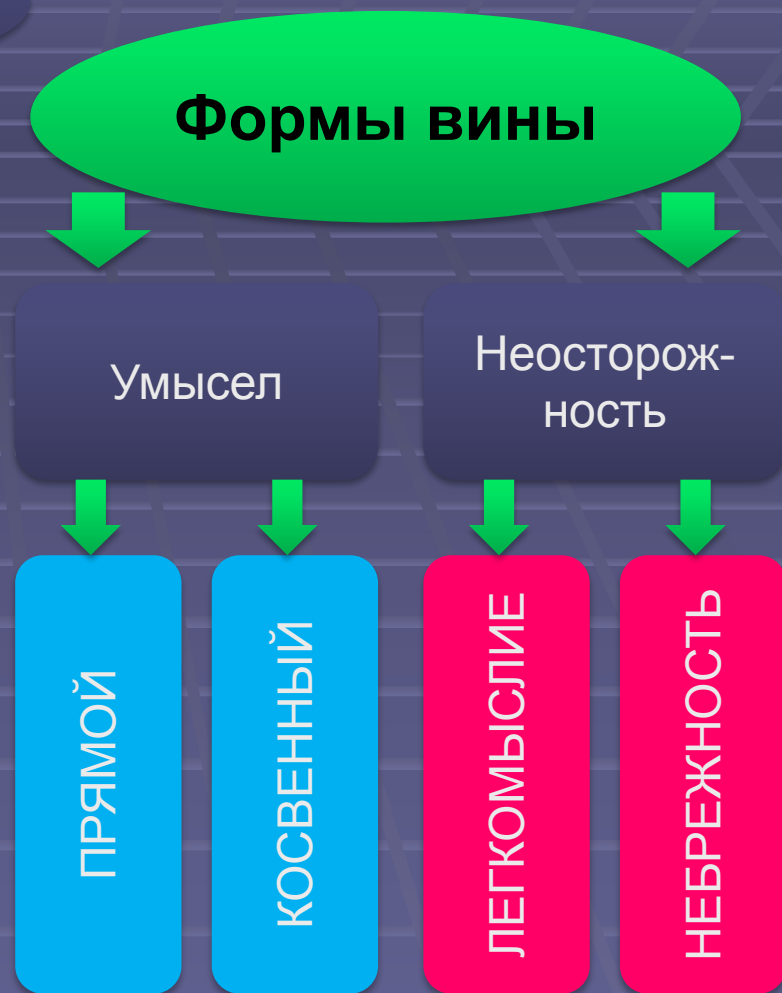 Формы вины
Умысел
Неосторож-
ность
ПРЯМОЙ
КОСВЕННЫЙ
ЛЕГКОМЫСЛИЕ
НЕБРЕЖНОСТЬ